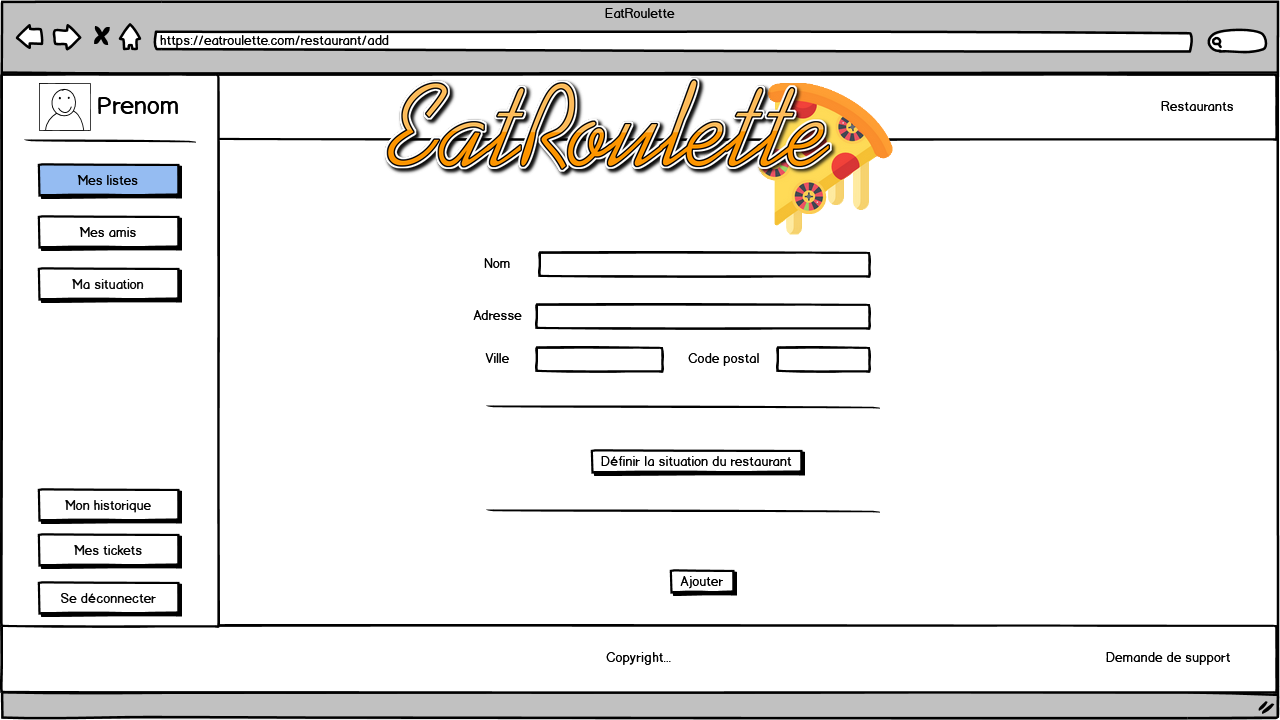 EatRoulette
https://eatroulette.com/restaurant/add
Prenom
EatRoulette
Restaurants
Mes listes
Mes amis
Ma situation
Nom
Adresse
Ville
Code postal
Définir la situation du restaurant
Mon historique
Mes tickets
Se déconnecter
Ajouter
Copyright...
Demande de support